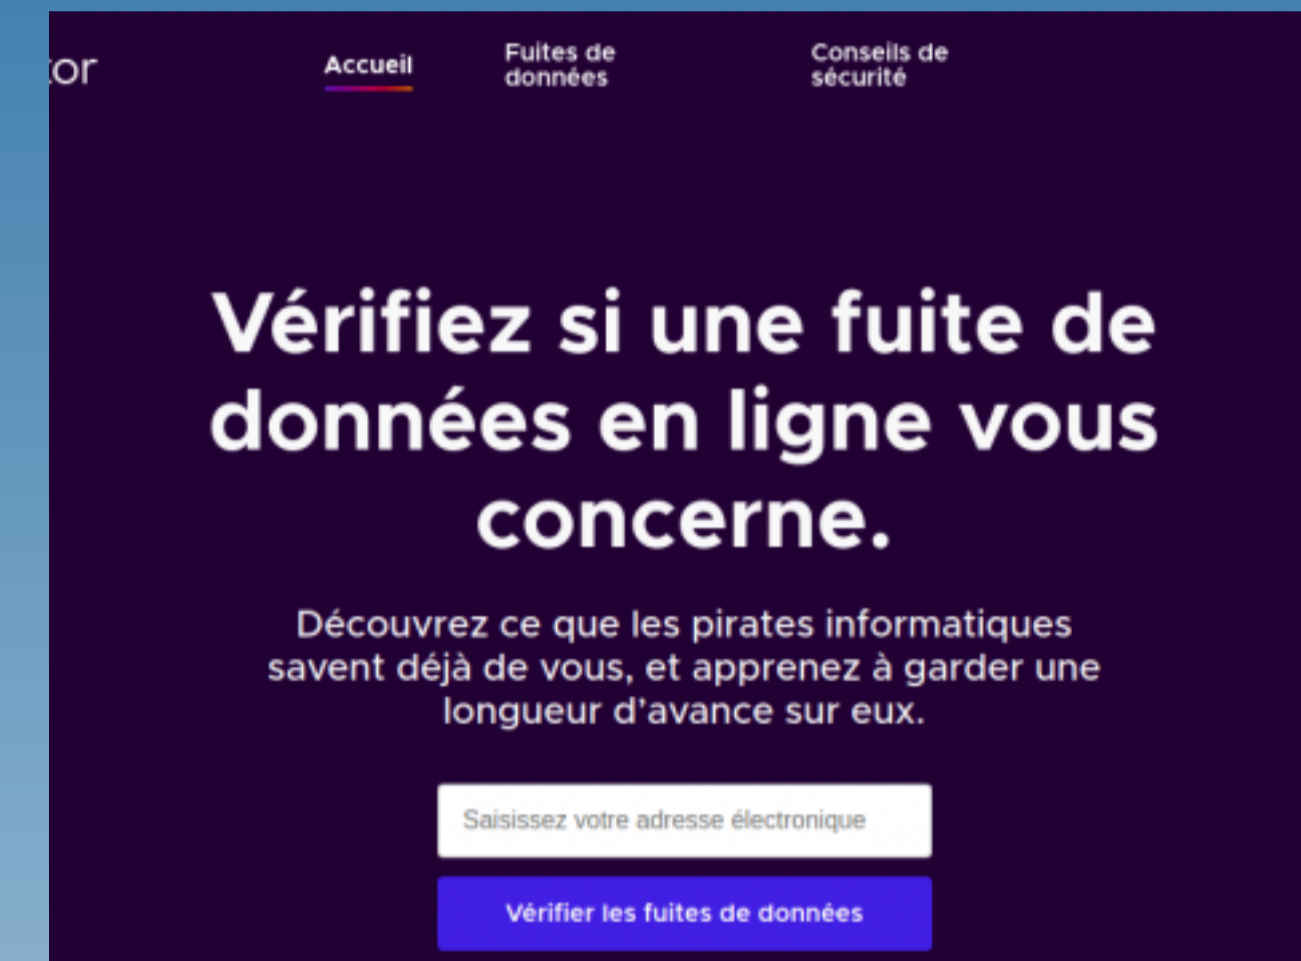 Accueil
Fuites de
données
Conseils de
sécurité
Vérifiez si une fuite de
données en ligne vous
concerne.
Découvrez ce que les pirates informatiques
savent déjà de vous, et apprenez à garder une
longueur d’avance sur eux.
Saisissez votre adresse électronique
Vérifier les fuites de données